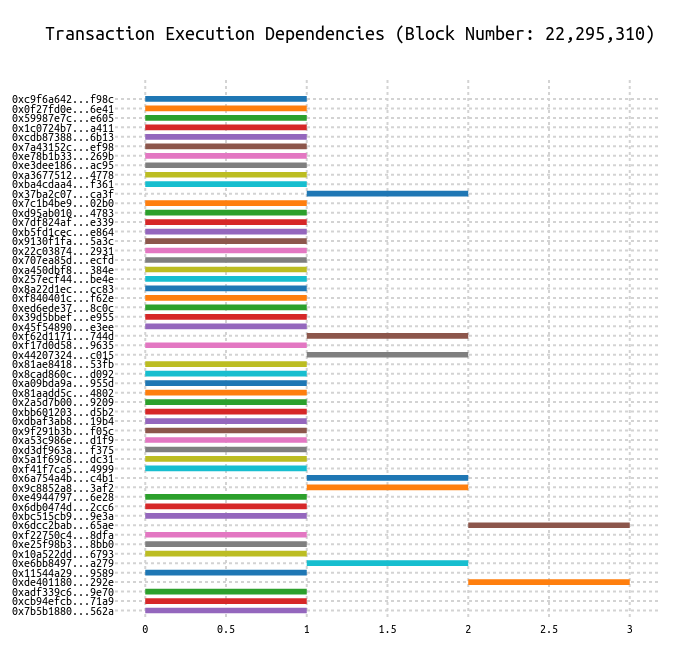 Transaction Execution Dependencies (Block Number: 22,295,310)
0xc9f6a642...f98c
0x0f27fd0e...6e41
0x59987e7c...e605
0x1c0724b7...a411
0xcdb87388...6b13
0x7a43152c...ef98
0xe78b1b33...269b
0xe3dee186...ac95
0xa3677512...4778
0xba4cdaa4...f361
0x37ba2c07...ca3f
0x7c1b4be9...02b0
0xd95ab010...4783
0x7df824af...e339
0xb5fd1cec...e864
0x9130f1fa...5a3c
0x22c03874...2931
0x707ea85d...ecfd
0xa450dbf8...384e
0x257ecf44...be4e
0x8a22d1ec...cc83
0xf840401c...f62e
0xed6ede37...8c0c
0x39d5bbef...e955
0x45f54890...e3ee
0xf62d1171...744d
0xf17d0d58...9635
0x44207324...c015
0x81ae8418...53fb
0x8cad860c...d092
0xa09bda9a...955d
0x81aadd5c...4802
0x2a5d7b00...9209
0xbb601203...d5b2
0xdbaf3ab8...19b4
0x9f291b3b...f05c
0xa53c986e...d1f9
0xd3df963a...f375
0x5a1f69c8...dc31
0xf41f7ca5...4999
0x6a754a4b...c4b1
0x9c8852a8...3af2
0xe4944797...6e28
0x6db0474d...2cc6
0xbc515cb9...9e3a
0x6dcc2bab...65ae
0xf22750c4...8dfa
0xe25f98b3...8bb0
0x10a522dd...6793
0xe6bb8497...a279
0x11544a29...9589
0xde401180...292e
0xadf339c6...9e70
0xcb94efcb...71a9
0x7b5b1880...562a
0 0.5 1 1.5 2 2.5 3